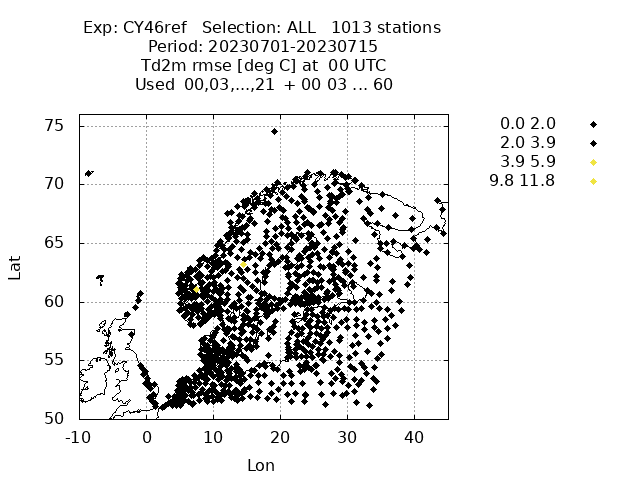 Exp: CY46ref   Selection: ALL   1013 stations
Period: 20230701-20230715
Td2m rmse [deg C] at  00 UTC
Used  00,03,...,21  + 00 03 ... 60
0.0 2.0
2.0 3.9
3.9 5.9
9.8 11.8
75
70
65
60
55
50
Lat
-10 0 10 20 30 40
Lon